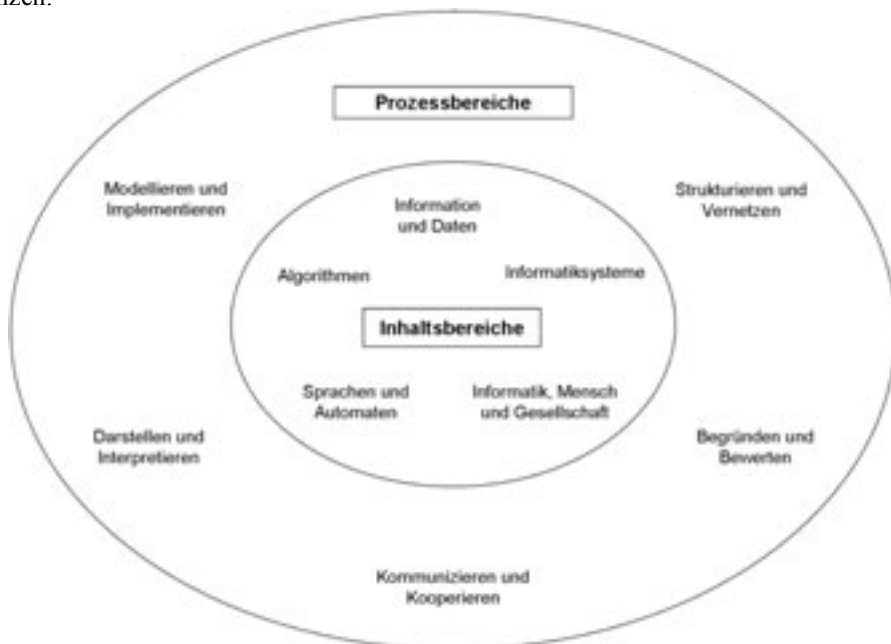 Prozessbereiche
Modellieren und
Implementieren
Strukturieren und
Vernetzen
Information
und Daten
Algorithmen
Informatiksysteme
Inhaltsbereiche
Sprachen und
Automaten
Informatik, Mensch
und Gesellschaft
Darstellen und
Interpretieren
Begründen und
Bewerten
Kommunizieren und
Kooperieren